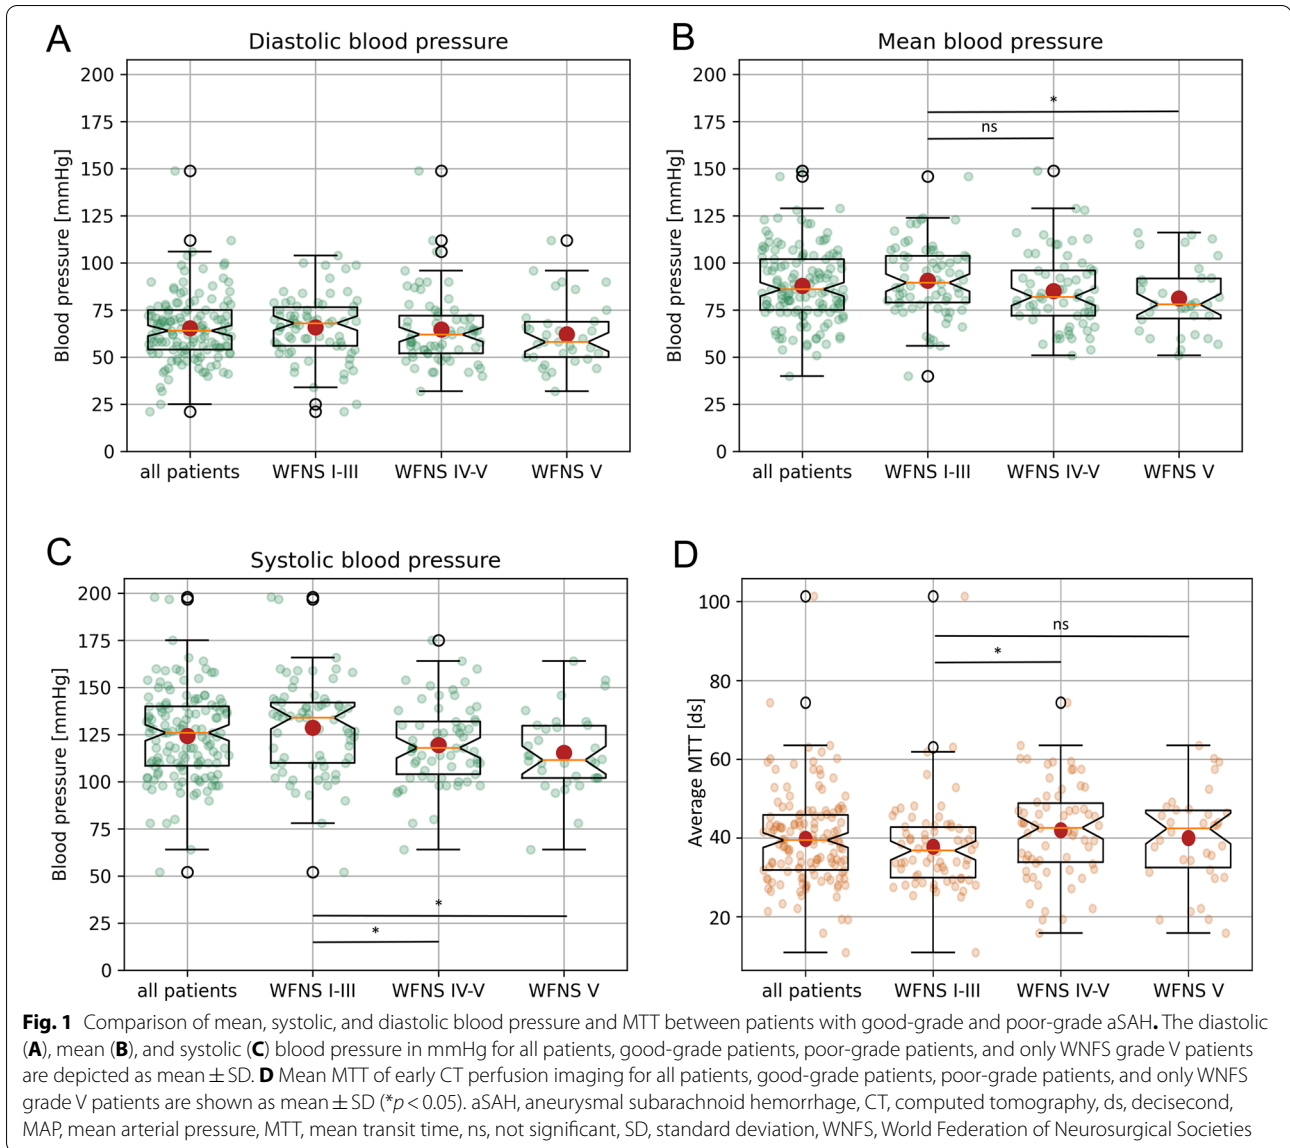 A
Diastolic blood pressure
200
175
150
125
100
75
50
25
0
Blood pressure [mmHg]
all patients WFNS I-III WFNS IV-V WFNS V
B
Mean blood pressure
200
175
150
125
100
75
50
25
0
Blood pressure [mmHg]
*
ns
all patients WFNS I-III WFNS IV-V WFNS V
C
Systolic blood pressure
200
175
150
125
100
75
50
25
0
Blood pressure [mmHg]
*
*
all patients WFNS I-III WFNS IV-V WFNS V
D
100
80
60
40
20
Average MTT [ds]
ns
*
all patients WFNS I-III WFNS IV-V WFNS V
Fig. 1 Comparison of mean, systolic, and diastolic blood pressure and MTT between patients with good-grade and poor-grade aSAH. The diastolic
(A), mean (B), and systolic (C) blood pressure in mmHg for all patients, good-grade patients, poor-grade patients, and only WNFS grade V patients
are depicted as mean ± SD. D Mean MTT of early CT perfusion imaging for all patients, good-grade patients, poor-grade patients, and only WNFS
grade V patients are shown as mean ± SD (*p < 0.05). aSAH, aneurysmal subarachnoid hemorrhage, CT, computed tomography, ds, decisecond,
MAP, mean arterial pressure, MTT, mean transit time, ns, not significant, SD, standard deviation, WNFS, World Federation of Neurosurgical Societies